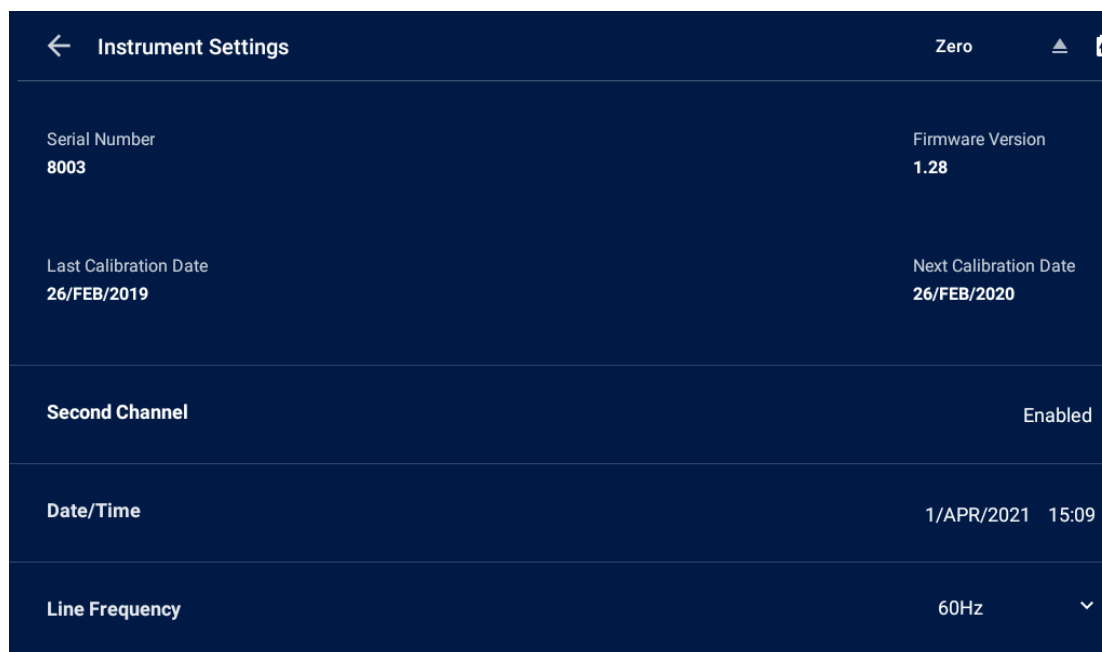 Instrument Settings Zero
Serial Number Firmware Version
8003 1.28
Last Calibration Date Next Calibration Date
26/FEB/2019 26/FEB/2020
Second Channel Enabled
Date/Time 1/APR/2021 15:09
Line Frequency 60Hz